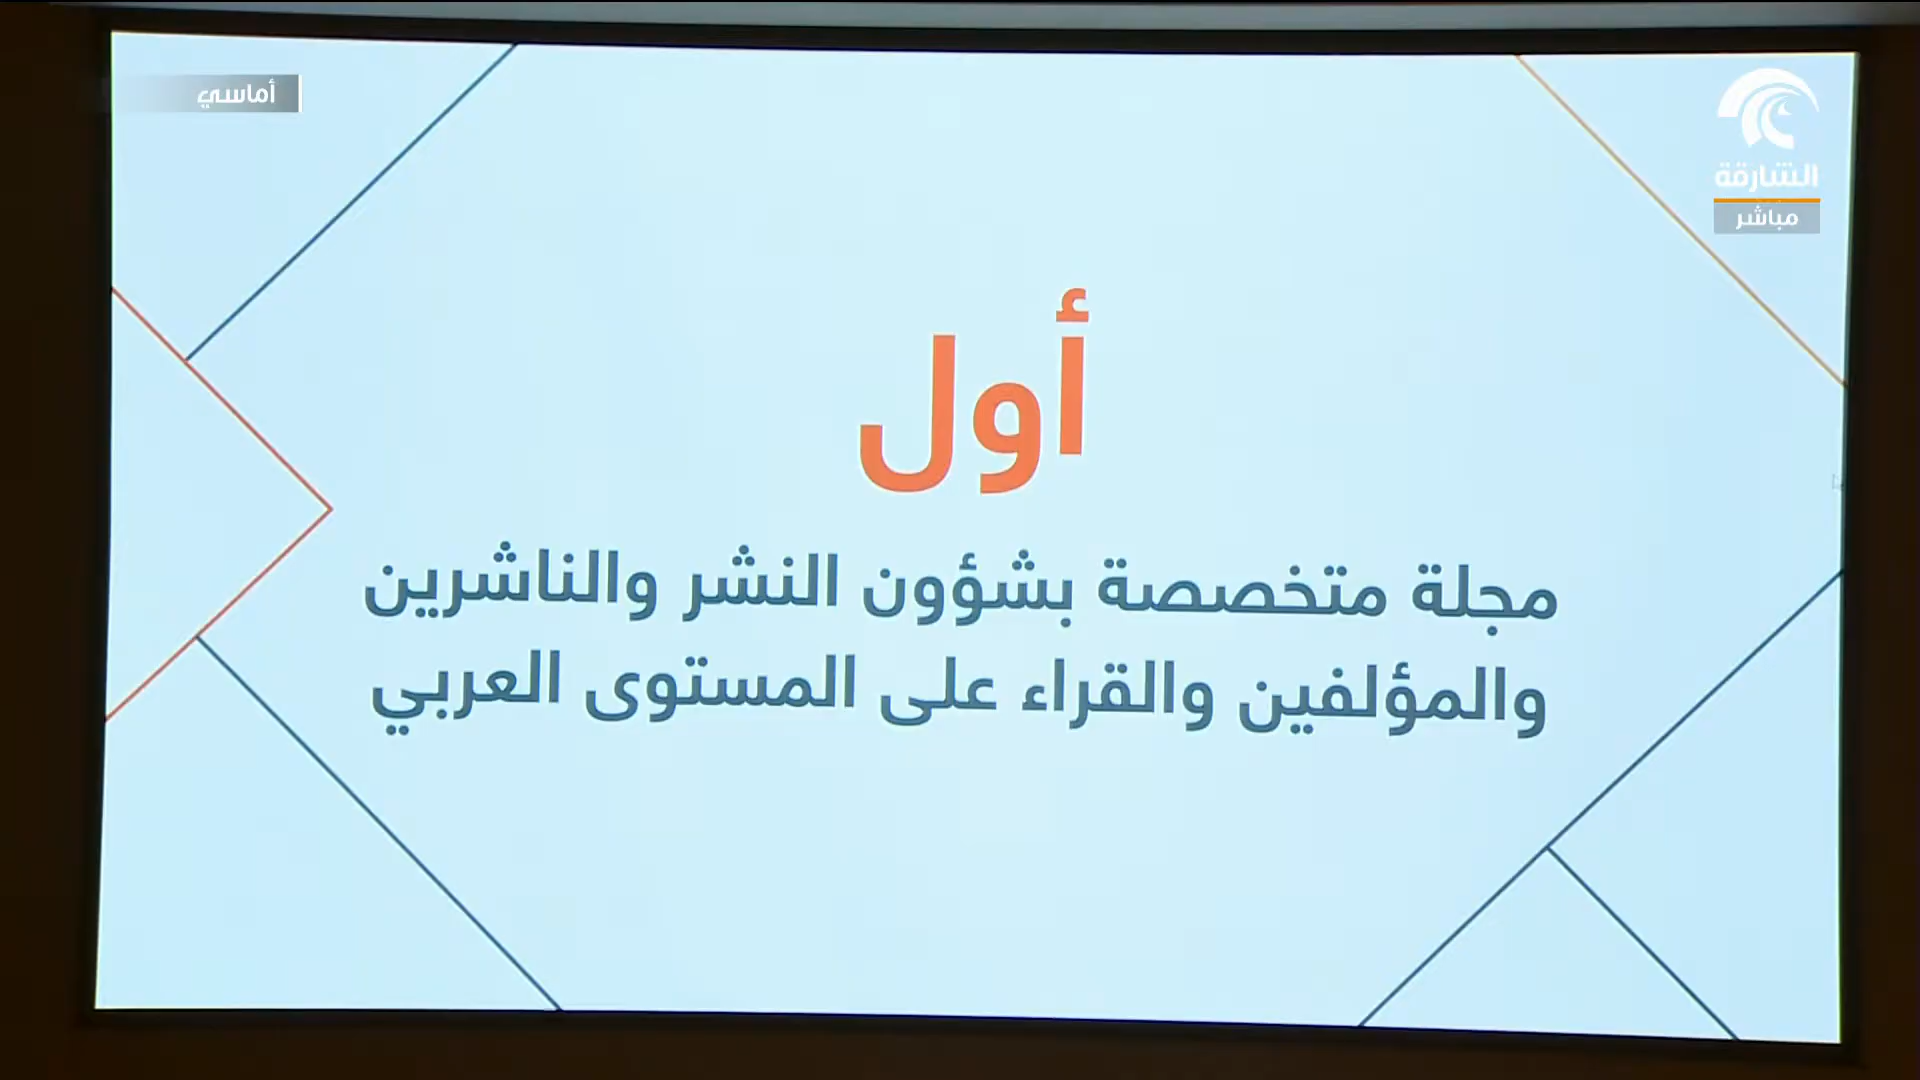 أماسي
الشارقة
مباشر
أول
مجلة متخصصة بشؤون النشر والناشرين
والمؤلفين والقراء على المستوى العربي